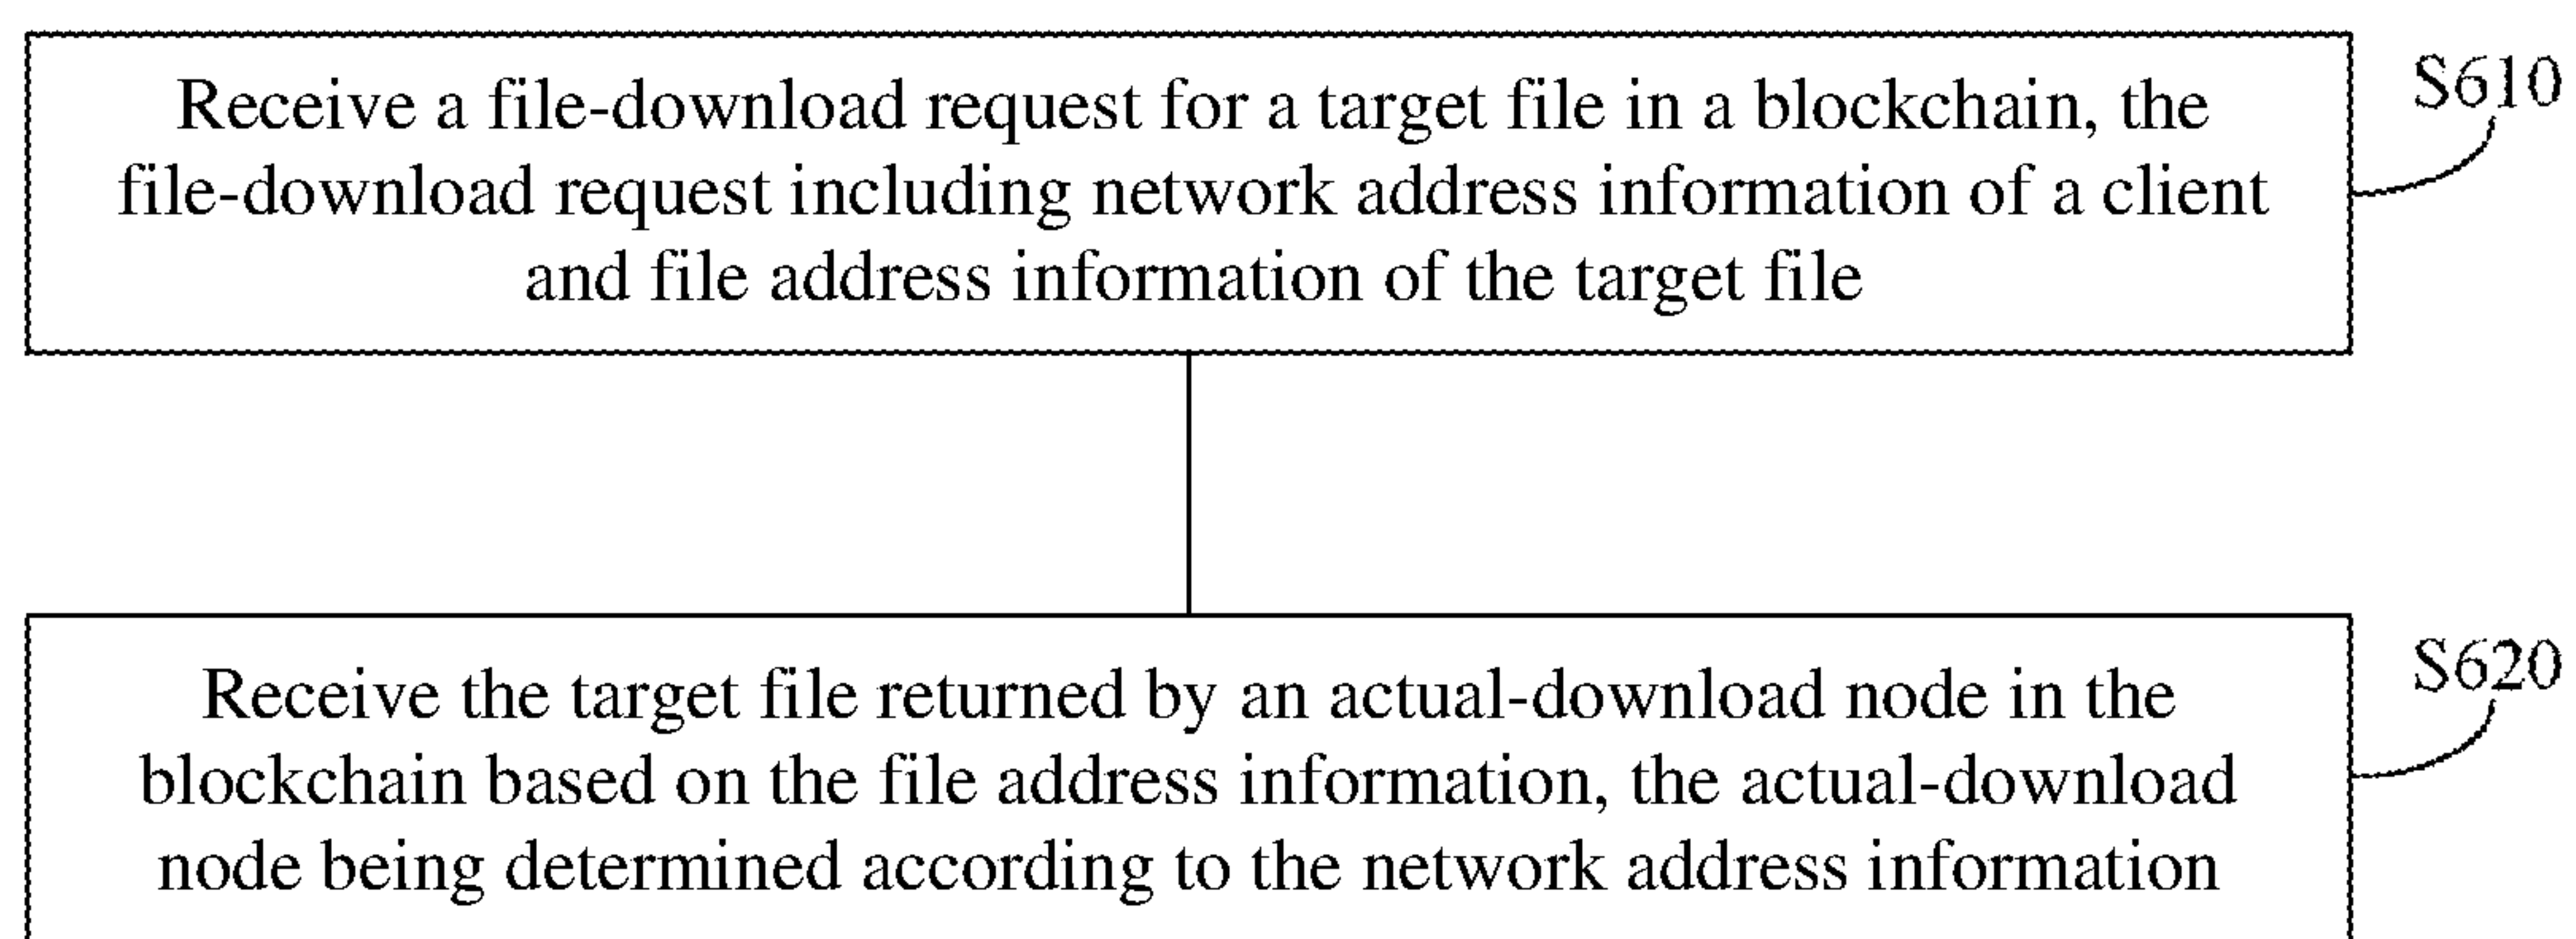 Receive a file-download request for a target file in a blockchain, the
file-download request including network address information of a client
and file address information of the target file
S610
Receive the target file returned by an actual-download node in the
blockchain based on the file address information, the actual-download
node being determined according to the network address information
S620